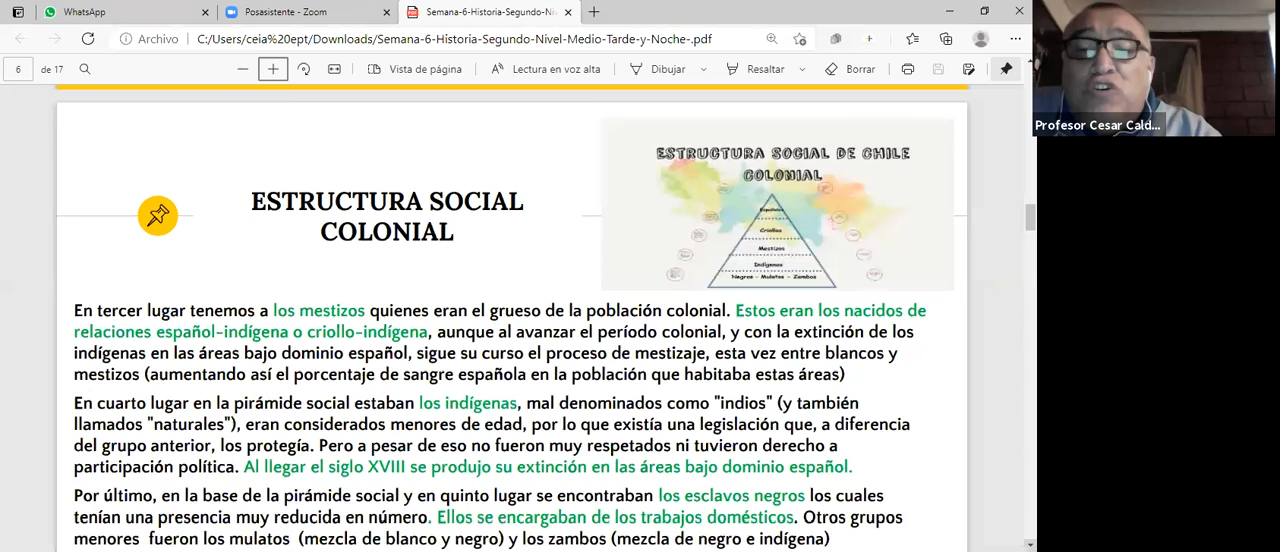 WhatsApp
Posasistente - Zoom
Semana-6-Historia-Segundo-Niv
Archivo
C:/Users/ceia%20ept/Downloads/Semana-6-Historia-Segundo-Nivel-Medio-Tarde-y-Noche-.pdf
6 de 17
Vista de página
Lectura en voz alta
Dibujar
Resaltar
Borrar
Profesor Cesar Cald...
ESTRUCTURA SOCIAL
COLONIAL
ESTRUCTURA SOCIAL DE CHILE
COLONIAL
Españoles
Criollos
Mestizos
Indígenas
Negros - Mulatos - Zambos
En tercer lugar tenemos a los mestizos quienes eran el grueso de la población colonial. Estos eran los nacidos de
relaciones español-indígena o criollo-indígena, aunque al avanzar el período colonial, y con la extinción de los
indígenas en las áreas bajo dominio español, sigue su curso el proceso de mestizaje, esta vez entre blancos y
mestizos (aumentando así el porcentaje de sangre española en la población que habitaba estas áreas)
En cuarto lugar en la pirámide social estaban los indígenas, mal denominados como "indios" (y también
llamados "naturales"), eran considerados menores de edad, por lo que existía una legislación que, a diferencia
del grupo anterior, los protegía. Pero a pesar de eso no fueron muy respetados ni tuvieron derecho a
participación política. Al llegar el siglo XVIII se produjo su extinción en las áreas bajo dominio español.
Por último, en la base de la pirámide social y en quinto lugar se encontraban los esclavos negros los cuales
tenían una presencia muy reducida en número. Ellos se encargaban de los trabajos domésticos. Otros grupos
menores fueron los mulatos (mezcla de blanco y negro) y los zambos (mezcla de negro e indígena)